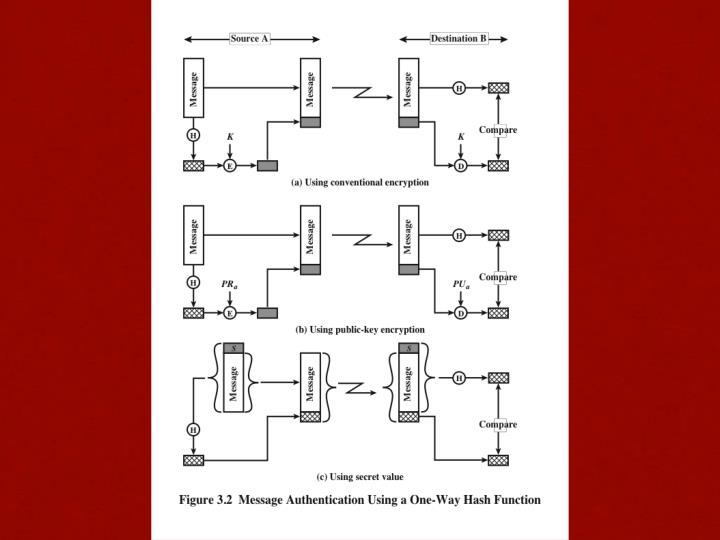 Source A
Destination B
Message
Message
Message
H
H
K
K
Compare
E
D
(a) Using conventional encryption
Message
Message
Message
H
H
PRa
PUa
Compare
E
D
(b) Using public-key encryption
S
S
Message
Message
Message
H
H
Compare
(c) Using secret value
Figure 3.2 Message Authentication Using a One-Way Hash Function